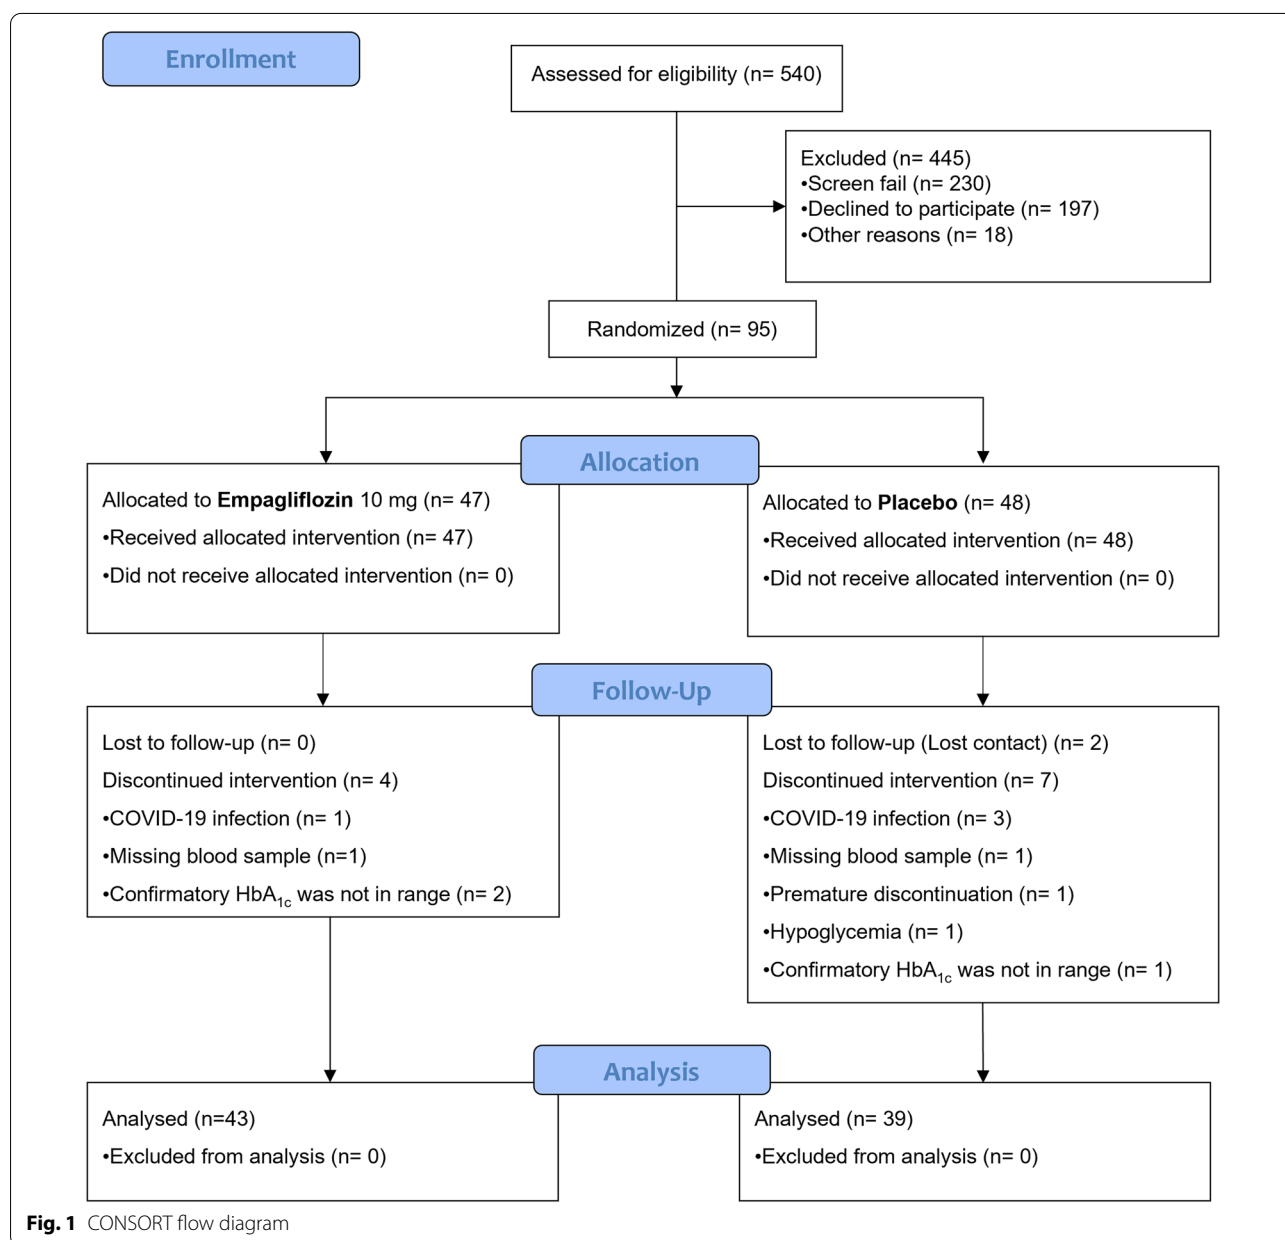 Enrollment
Assessed for eligibility (n= 540)
Excluded (n= 445)
•Screen fail (n= 230)
•Declined to participate (n= 197)
•Other reasons (n= 18)
Randomized (n= 95)
Allocation
Allocated to Empagliflozin 10 mg (n= 47)
•Received allocated intervention (n= 47)
•Did not receive allocated intervention (n= 0)
Allocated to Placebo (n= 48)
•Received allocated intervention (n= 48)
•Did not receive allocated intervention (n= 0)
Follow-Up
Lost to follow-up (n= 0)
Discontinued intervention (n= 4)
•COVID-19 infection (n= 1)
•Missing blood sample (n=1)
•Confirmatory HbA1c was not in range (n= 2)
Lost to follow-up (Lost contact) (n= 2)
Discontinued intervention (n= 7)
•COVID-19 infection (n= 3)
•Missing blood sample (n= 1)
•Premature discontinuation (n= 1)
•Hypoglycemia (n= 1)
•Confirmatory HbA1c was not in range (n= 1)
Analysis
Analysed (n=43)
•Excluded from analysis (n= 0)
Analysed (n= 39)
•Excluded from analysis (n= 0)
Fig. 1 CONSORT flow diagram